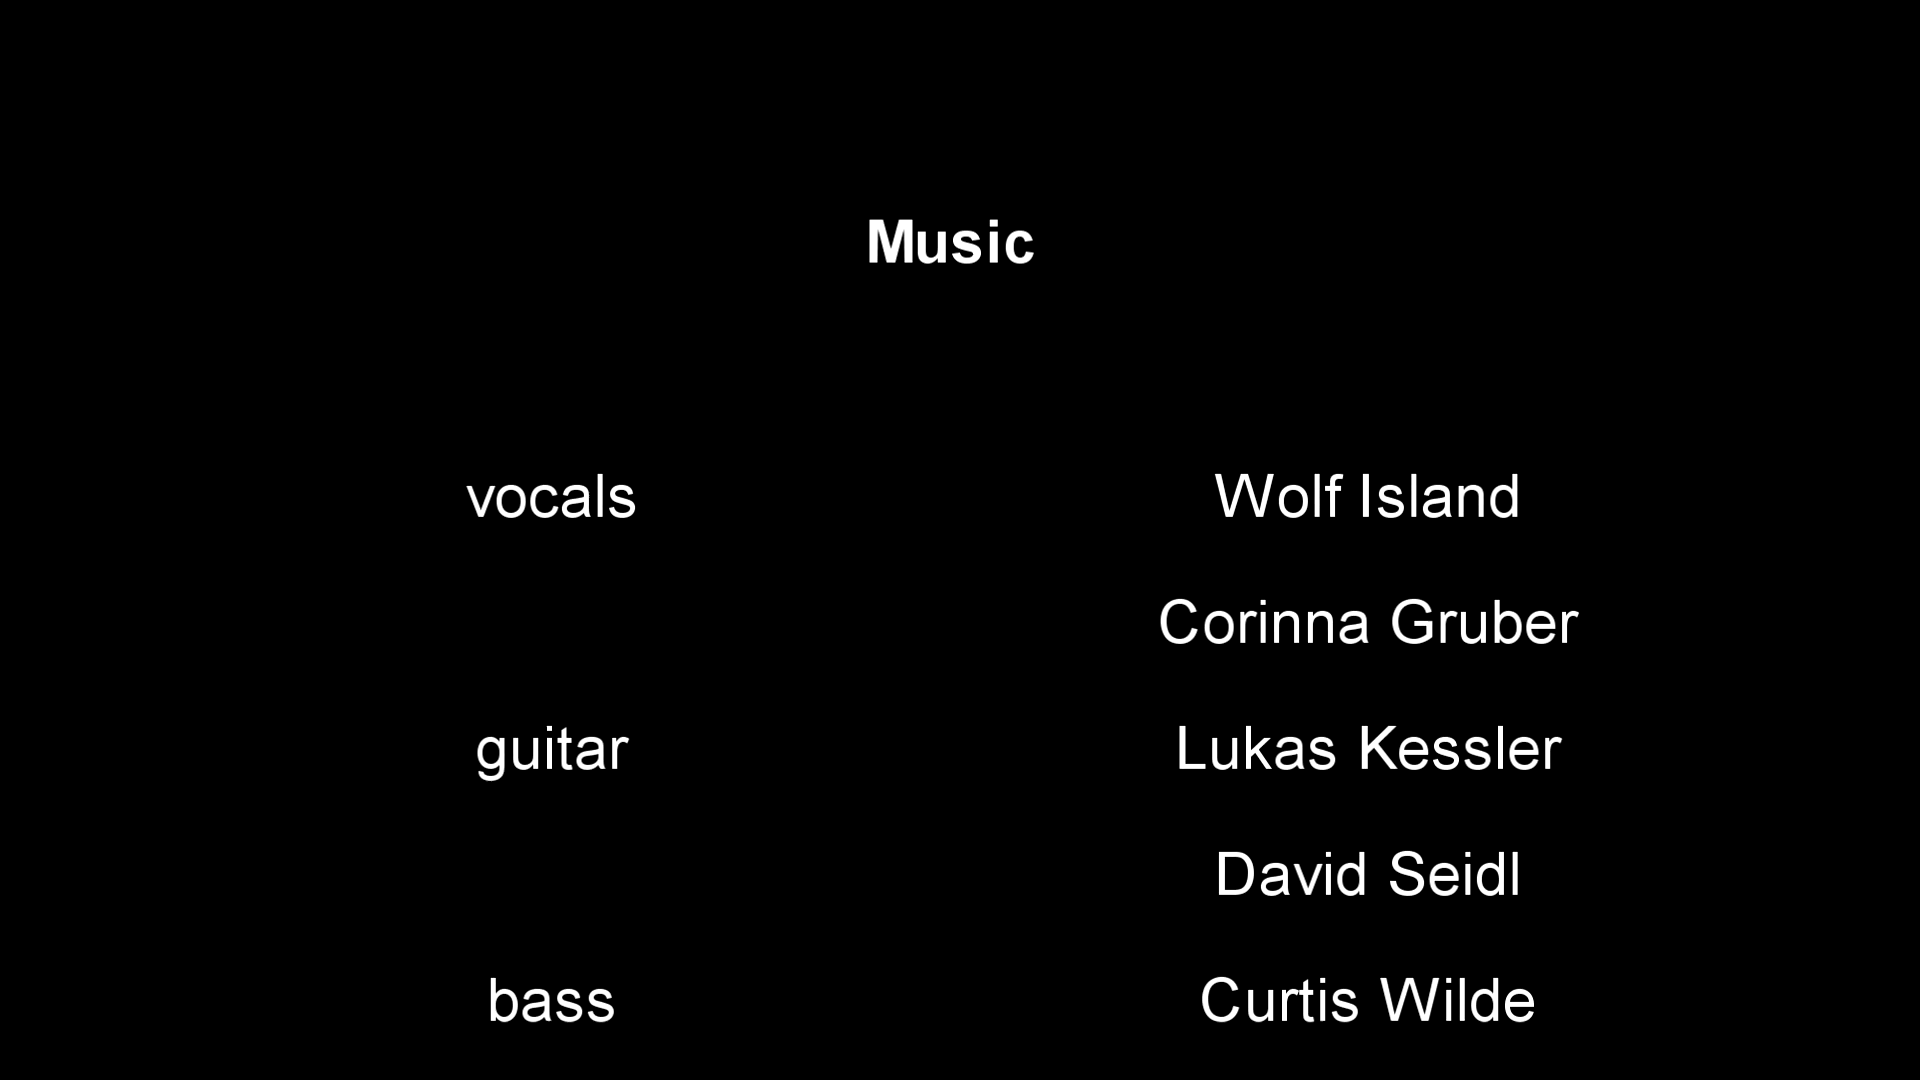 Music
vocals Wolf Island
Corinna Gruber
guitar Lukas Kessler
David Seidl
bass Curtis Wilde